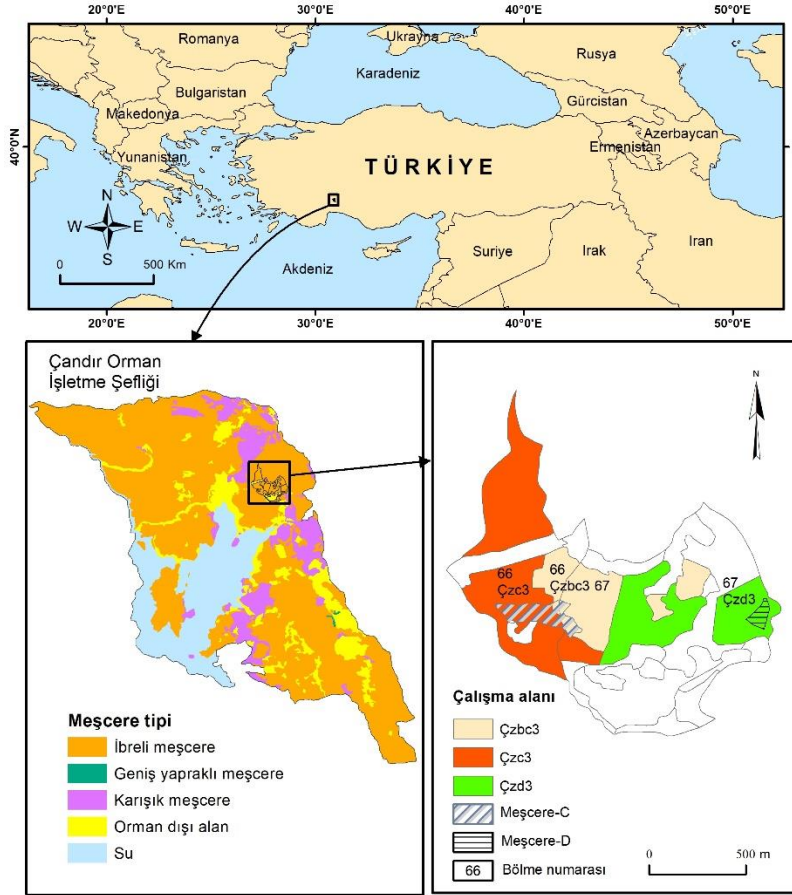 20°0'E 30°0'E 40°0'E 50°0'E
Romanya
Ukrayna
Rusya
Karadeniz
Bulgaristan
Gürcistan
Makedonya
Azerbaycan
Ermenistan
40°0'N
Yunanistan
TÜRKİYE
N
W E
S
0 500 Km
Akdeniz
Suriye
Irak
Iran
20°0'E 30°0'E 40°0'E 50°0'E
Çandır Orman
İşletme Şefliği
Meşcere tipi
İbreli meşcere
Geniş yapraklı meşcere
Karışık meşcere
Orman dışı alan
Su
N
66
Çzc3
66
Çzbc3 67
67
Çzd3
Çalışma alanı
Çzbc3
Çzc3
Çzd3
Meşcere-C
Meşcere-D
66 Bölme numarası
0 500 m